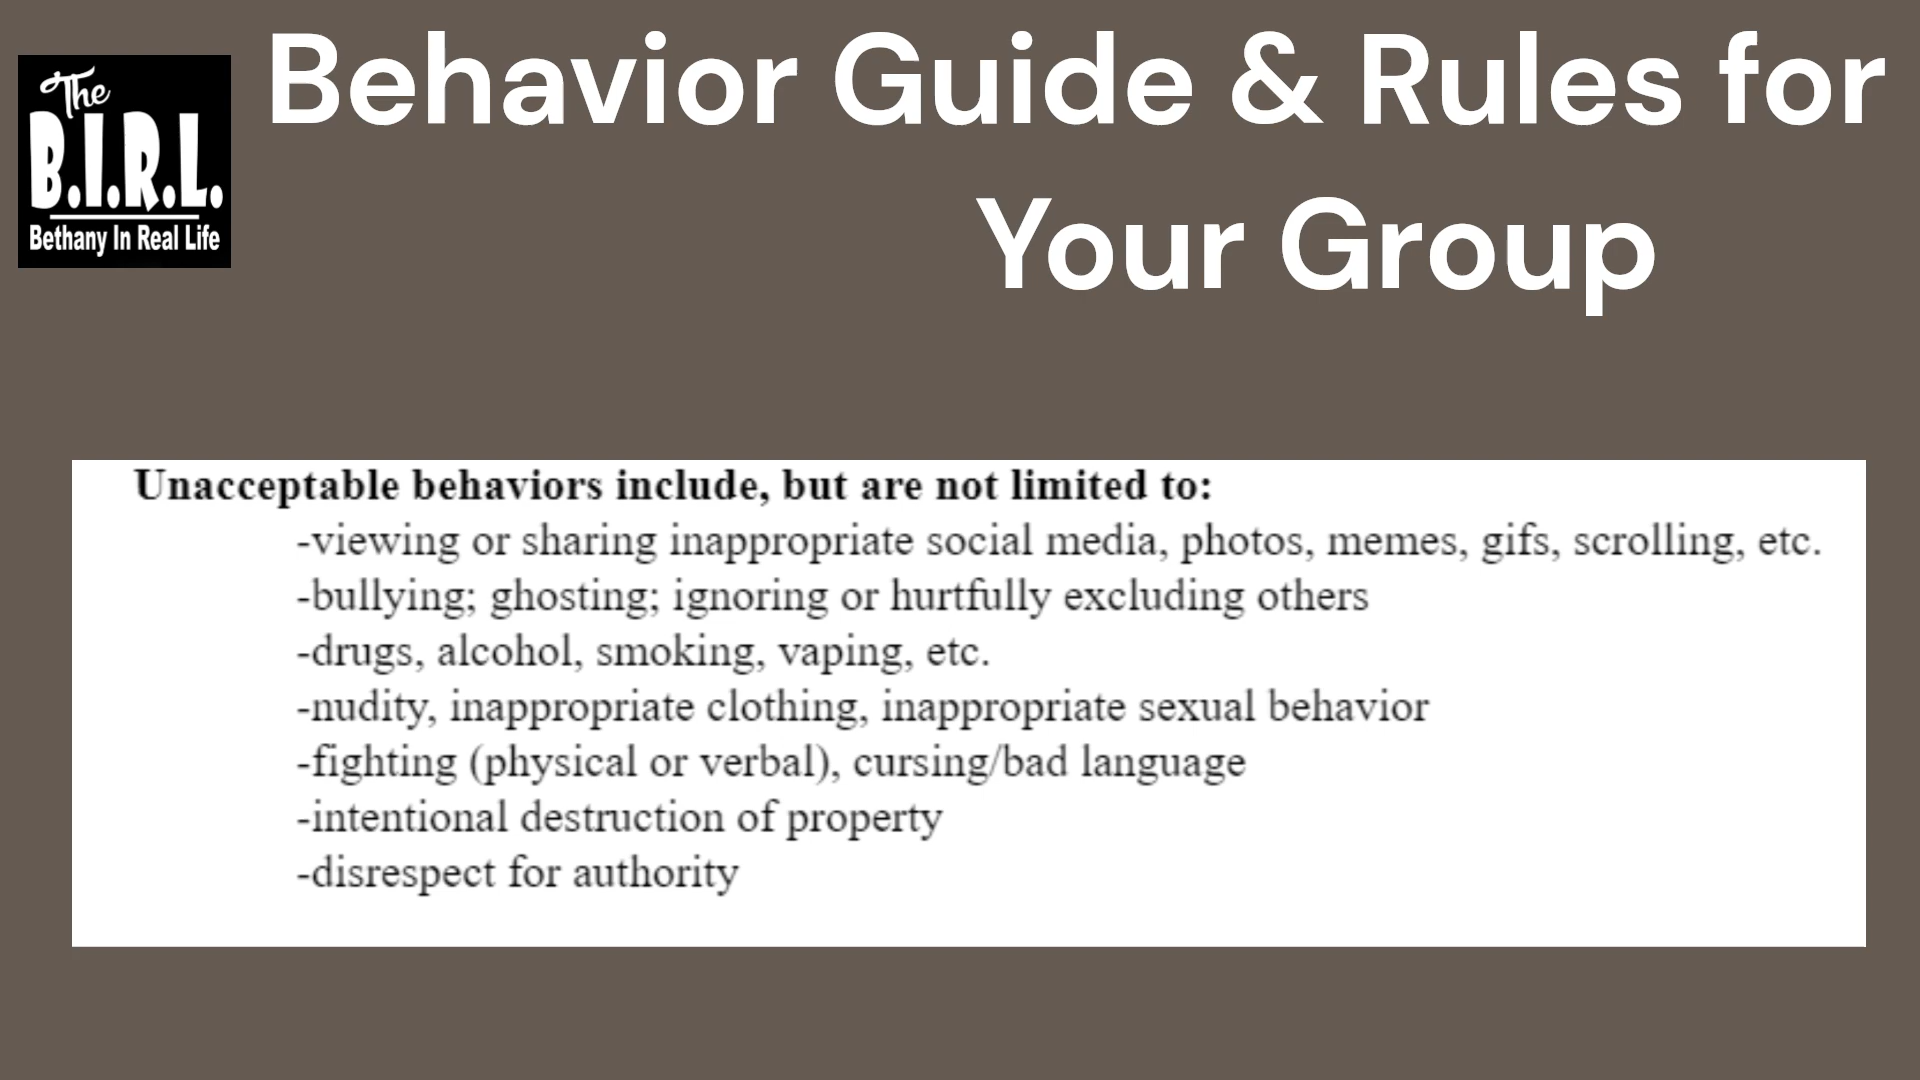 The
B.I.R.L.
Bethany In Real Life
Behavior Guide & Rules for
Your Group
Unacceptable behaviors include, but are not limited to:
-viewing or sharing inappropriate social media, photos, memes, gifs, scrolling, etc.
-bullying; ghosting; ignoring or hurtfully excluding others
-drugs, alcohol, smoking, vaping, etc.
-nudity, inappropriate clothing, inappropriate sexual behavior
-fighting (physical or verbal), cursing/bad language
-intentional destruction of property
-disrespect for authority